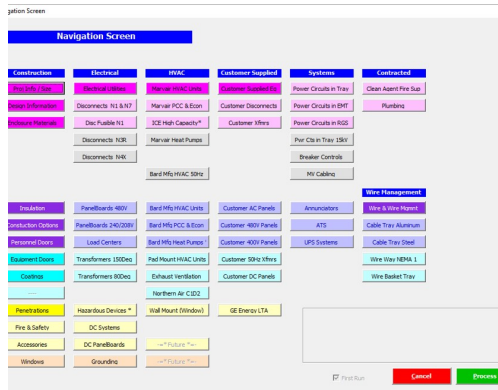 gation Screen
Navigation Screen
Construction Electrical HVAC Customer Supplied Systems Contracted
Proj Info / Size Electrical Utilities Marvair HVAC Units Customer Supplied Eq. Power Circuits in Tray Clean Agent Fire Sup
Design Information Disconnects N1 & N7 Marvair PCC & Econ Customer Disconnects Power Circuits in EMT Plumbing
Enclosure Materials Disc Fusible N1 ICE High Capacity* Customer Xfmrs Power Circuits in RGS
Disconnects N3R Marvair Heat Pumps Pwr Cts in Tray 15kV
Disconnects N4X Breaker Controls
Bard Mfg HVAC 50Hz MV Cabling
Wire Management
Insulation PanelBoards 480V Bard Mfg HVAC Units Customer AC Panels Annunciators Wire & Wire Mgmnt
Constuction Options PanelBoards 240/208V Bard Mfg PCC & Econ Customer 480V Panels ATS Cable Tray Aluminum
Personnel Doors Load Centers Bard Mfg Heat Pumps ' Customer 400V Panels UPS Systems Cable Tray Steel
Equipment Doors Transformers 150Deg Pad Mount HVAC Units Customer 50Hz Xfmrs Wire Way NEMA 1
Coatings Transformers 80Deg Exhaust Ventilation Customer DC Panels Wire Basket Tray
---- Northern Air C1D2
Penetrations Hazardous Devices * Wall Mount (Window) GE Energy LTA
Fire & Safety DC Systems
Accessories DC PanelBoards -=* Future *=-
Windows Grounding -=* Future *=-
First Run Cancel Process